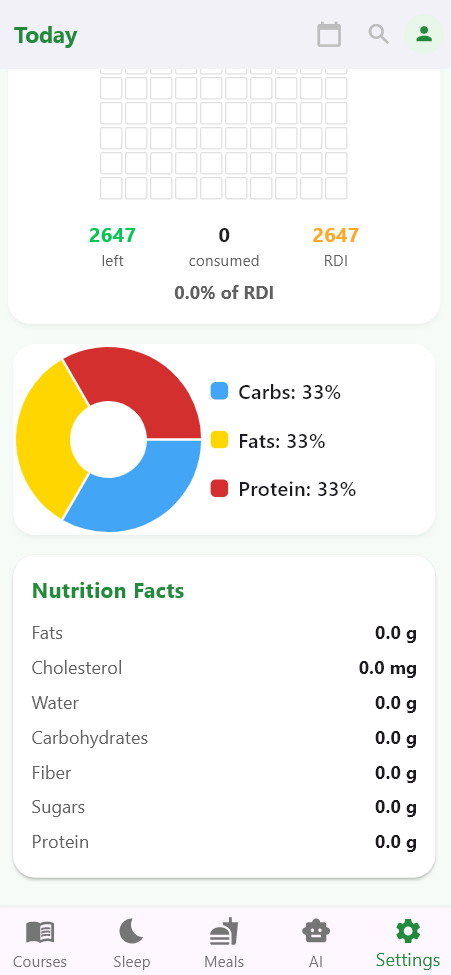 Today
2647 0 2647
left consumed RDI
0.0% of RDI
Carbs: 33%
Fats: 33%
Protein: 33%
Nutrition Facts
Fats 0.0 g
Cholesterol 0.0 mg
Water 0.0 g
Carbohydrates 0.0 g
Fiber 0.0 g
Sugars 0.0 g
Protein 0.0 g
Courses Sleep Meals AI Settings